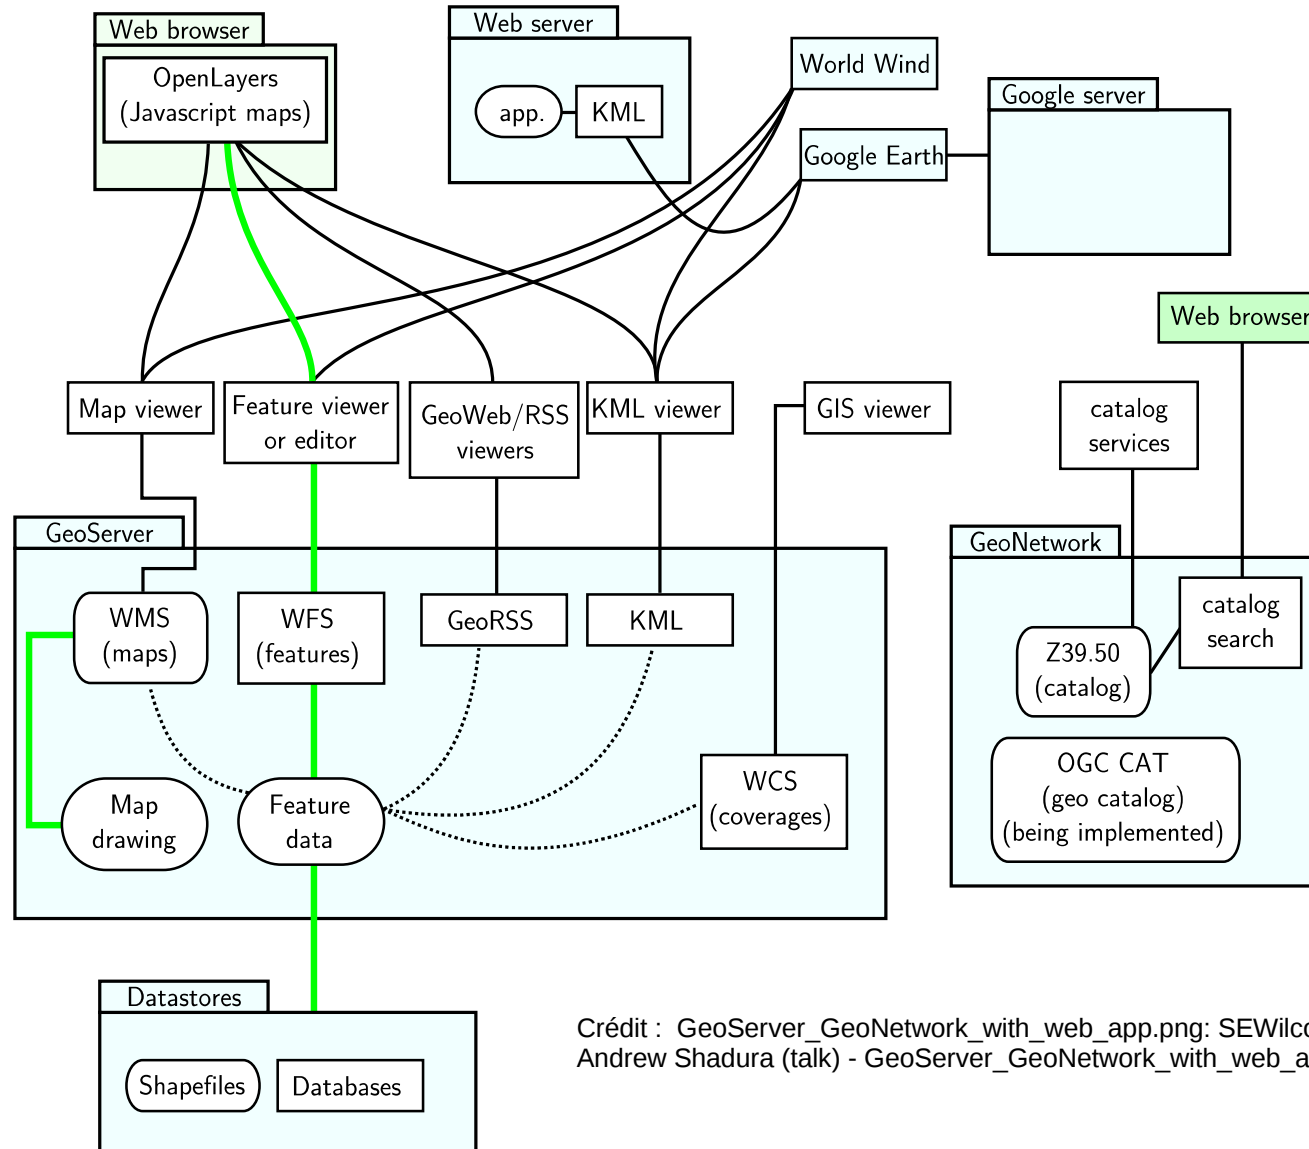 Web browser
OpenLayers
(Javascript maps)
Web server
app.
KML
World Wind
Google Earth
Google server
Web browser
Map viewer
Feature viewer
or editor
GeoWeb/RSS
viewers
KML viewer
GIS viewer
catalog
services
GeoServer
WMS
(maps)
WFS
(features)
GeoRSS
KML
Map
drawing
Feature
data
WCS
(coverages)
GeoNetwork
Z39.50
(catalog)
catalog
search
OGC CAT
(geo catalog)
(being implemented)
Datastores
Shapefiles
Databases
Crédit : GeoServer_GeoNetwork_with_web_app.png: SEWilco
Andrew Shadura (talk) - GeoServer_GeoNetwork_with_web_a